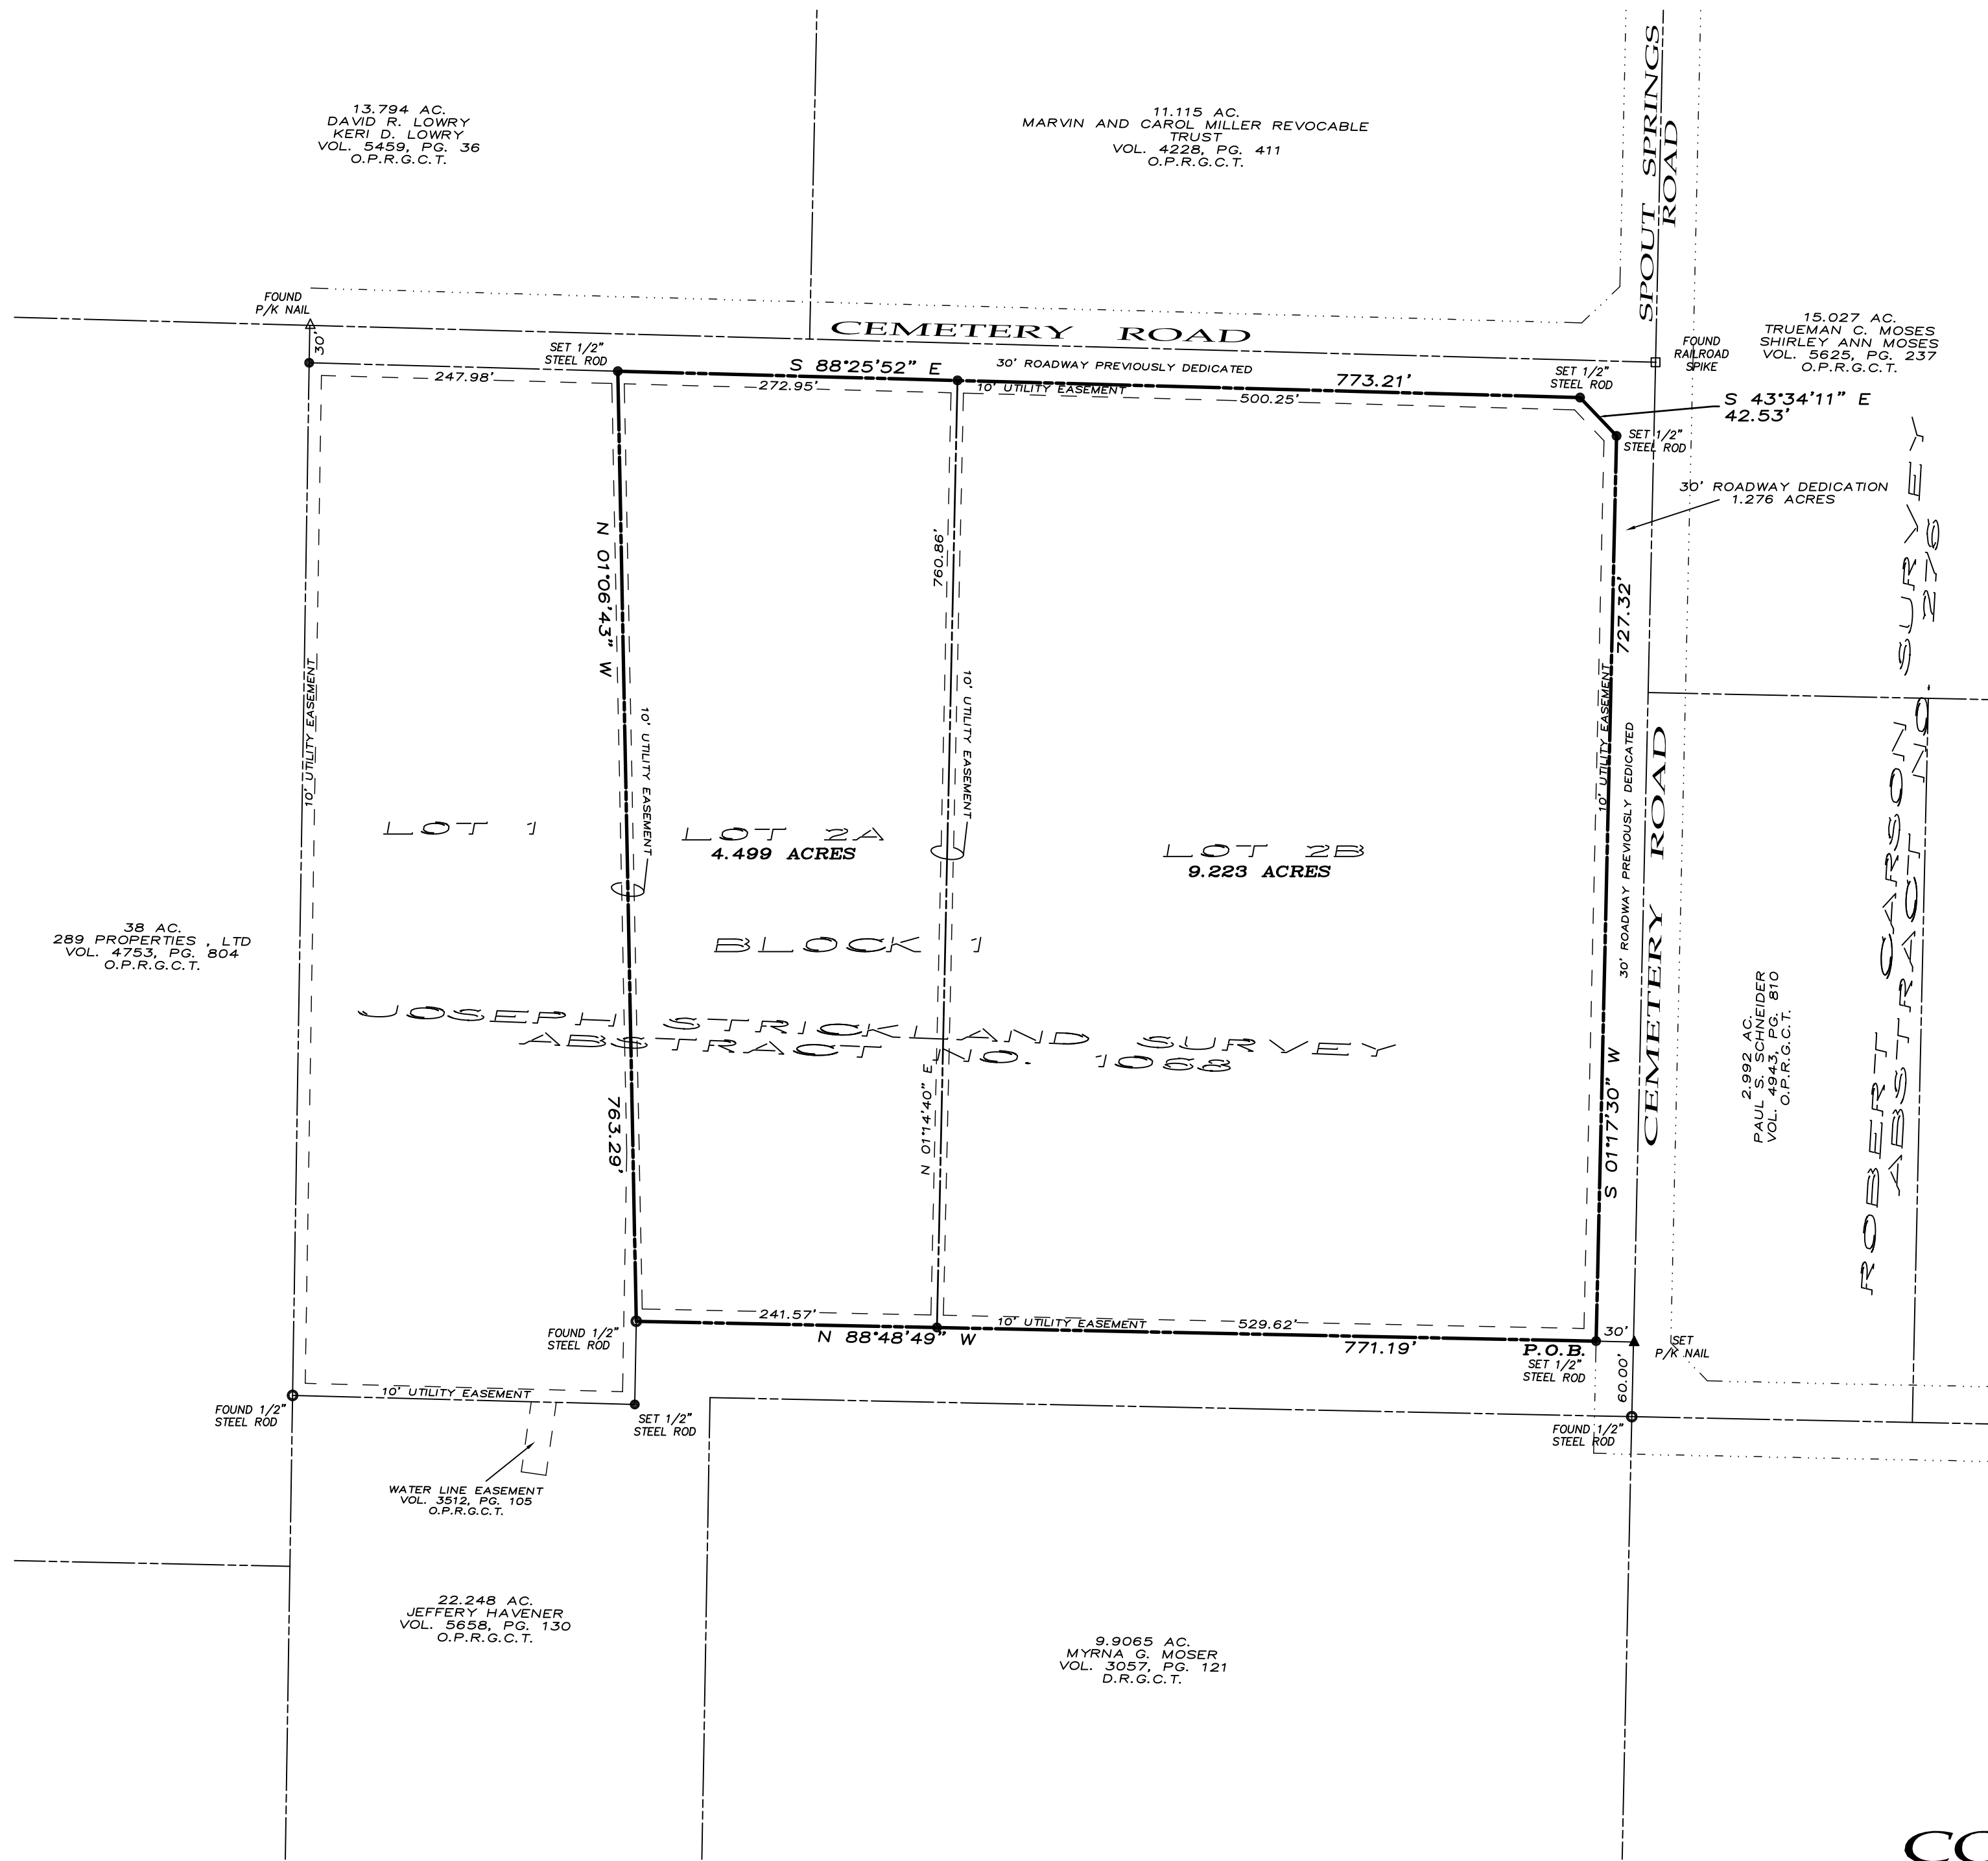 13.794 AC.
DAVID R. LOWRY
KERI D. LOWRY
VOL. 5459, PG. 36
O.P.R.G.C.T.
11.115 AC.
MARVIN AND CAROL MILLER REVOCABLE
TRUST
VOL. 4228, PG. 411
O.P.R.G.C.T.
SPOUT SPRINGS
ROAD
FOUND
P/K NAIL
30'
CEMETERY ROAD
FOUND
RAILROAD
SPIKE
15.027 AC.
TRUEMAN C. MOSES
SHIRLEY ANN MOSES
VOL. 5625, PG. 237
O.P.R.G.C.T.
SET 1/2"
STEEL ROD
S 88°25'52" E
30' ROADWAY PREVIOUSLY DEDICATED
773.21'
SET 1/2"
STEEL ROD
247.98'
272.95'
10' UTILITY EASEMENT
500.25'
S 43°34'11" E
42.53'
SET 1/2"
STEEL ROD
30' ROADWAY DEDICATION
1.276 ACRES
N 01°06'43" W
760.86'
727.32'
10' UTILITY EASEMENT
10' UTILITY EASEMENT
10' UTILITY EASEMENT
10' UTILITY EASEMENT
30' ROADWAY PREVIOUSLY DEDICATED
CEMETERY ROAD
ROBERT CARSON SURVEY
ABSTRACT NO. 276
LOT 1
LOT 2A
4.499 ACRES
LOT 2B
9.223 ACRES
38 AC.
289 PROPERTIES , LTD
VOL. 4753, PG. 804
O.P.R.G.C.T.
BLOCK 1
JOSEPH STRICKLAND SURVEY
ABSTRACT NO. 1068
2.992 AC.
PAUL S. SCHNEIDER
VOL. 4943, PG. 810
O.P.R.G.C.T.
763.29'
N 01°14'40" E
S 01°17'30" W
FOUND 1/2"
STEEL ROD
241.57'
N 88°48'49" W
10' UTILITY EASEMENT
529.62'
771.19'
P.O.B.
SET 1/2"
STEEL ROD
30'
SET
P/K NAIL
60.00'
10' UTILITY EASEMENT
FOUND 1/2"
STEEL ROD
SET 1/2"
STEEL ROD
FOUND 1/2"
STEEL ROD
WATER LINE EASEMENT
VOL. 3512, PG. 105
O.P.R.G.C.T.
22.248 AC.
JEFFERY HAVENER
VOL. 5658, PG. 130
O.P.R.G.C.T.
9.9065 AC.
MYRNA G. MOSER
VOL. 3057, PG. 121
D.R.G.C.T.